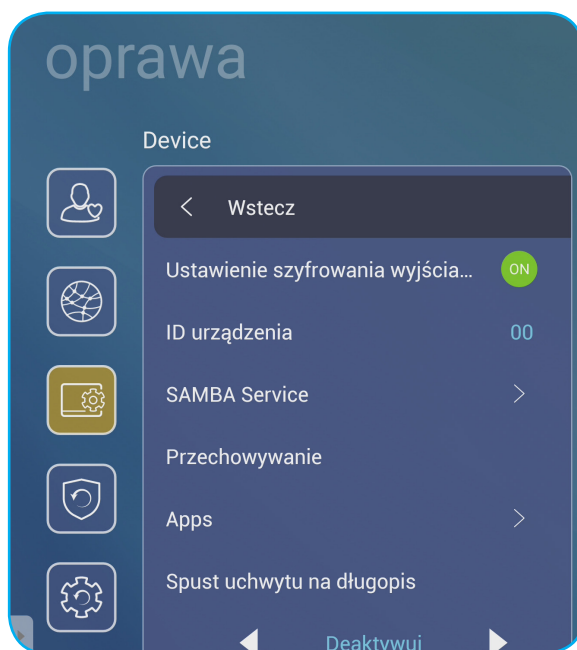 oprawa
Device
Wstecz
Ustawienie szyfrowania wyjścia...
ON
ID urządzenia
00
SAMBA Service
Przechowywanie
Apps
Spust uchwytu na długopis
Deaktywuj